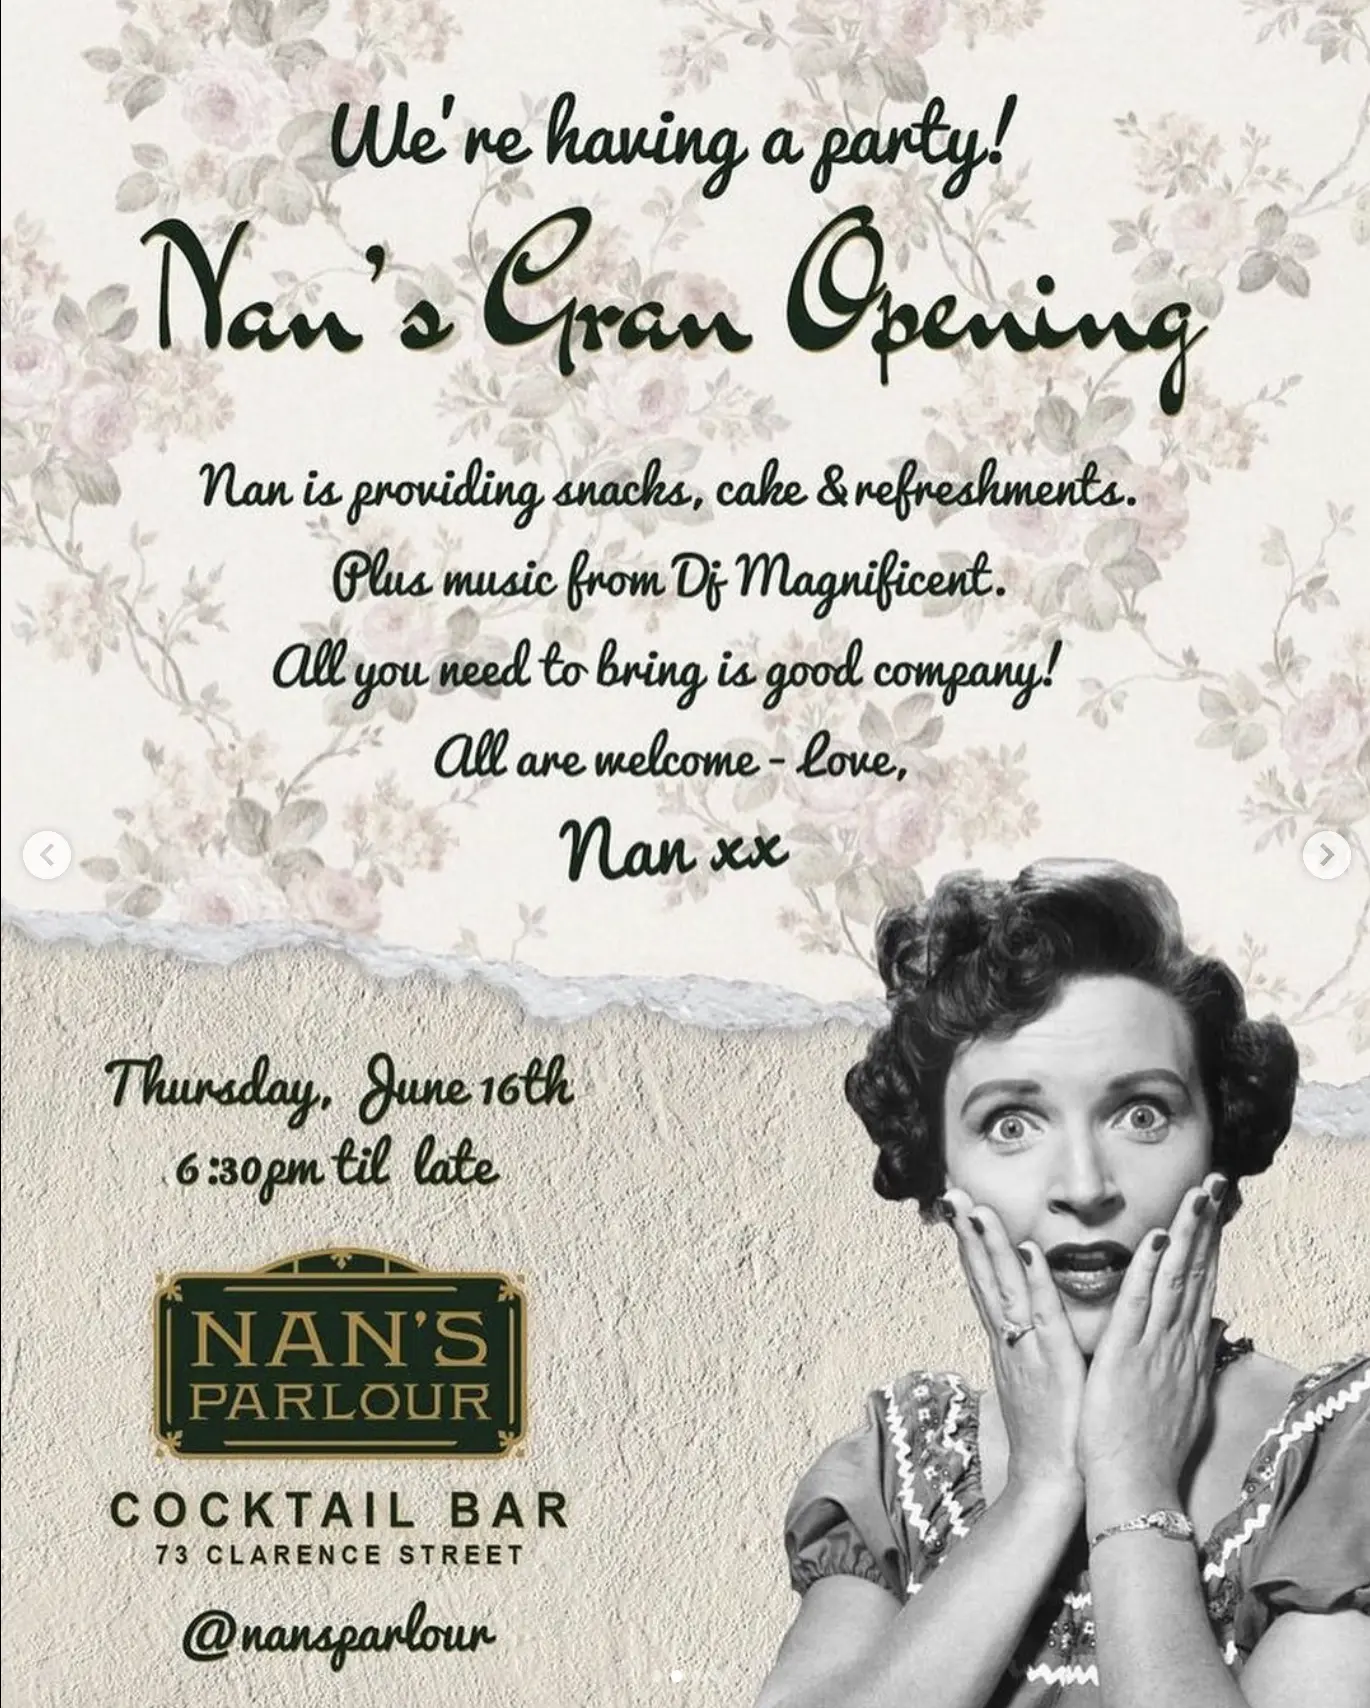 We're having a party!
Nan's Gran Opening
Nan is providing snacks, cake & refreshments.
Plus music from Dj Magnificent.
All you need to bring is good company!
All are welcome - Love,
Nan xx
Thursday, June 16th
6:30pm til late
NAN'S
PARLOUR
COCKTAIL BAR
73 CLARENCE STREET
@nansparlour